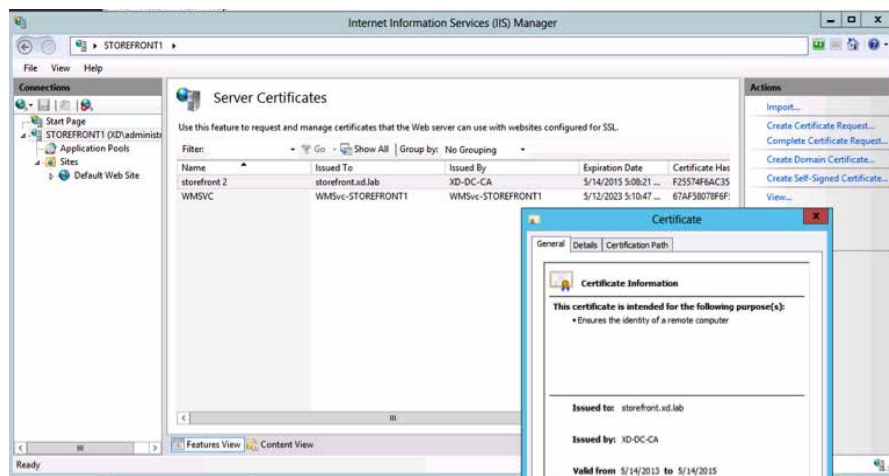 Internet Information Services (IIS) Manager
STOREFRONT1
File View Help
Connections
Start Page
STOREFRONT1 (XD\administ
Application Pools
Sites
Default Web Site
Server Certificates
Use this feature to request and manage certificates that the Web server can use with websites configured for SSL.
Filter: Go Show All Group by: No Grouping
Name Issued To Issued By Expiration Date Certificate Has
storefront 2 storefront.xd.lab XD-DC-CA 5/14/2015 5:08:21 ... F25574F6AC35
WMSVC WMSvc-STOREFRONT1 WMSvc-STOREFRONT1 5/12/2023 5:10:47 ... 67AF58078F6F:
Features View Content View
Ready
Actions
Import...
Create Certificate Request...
Complete Certificate Request...
Create Domain Certificate...
Create Self-Signed Certificate...
View...
Certificate
General Details Certification Path
Certificate Information
This certificate is intended for the following purpose(s):
• Ensures the identity of a remote computer
Issued to: storefront.xd.lab
Issued by: XD-DC-CA
Valid from 5/14/2013 to 5/14/2015